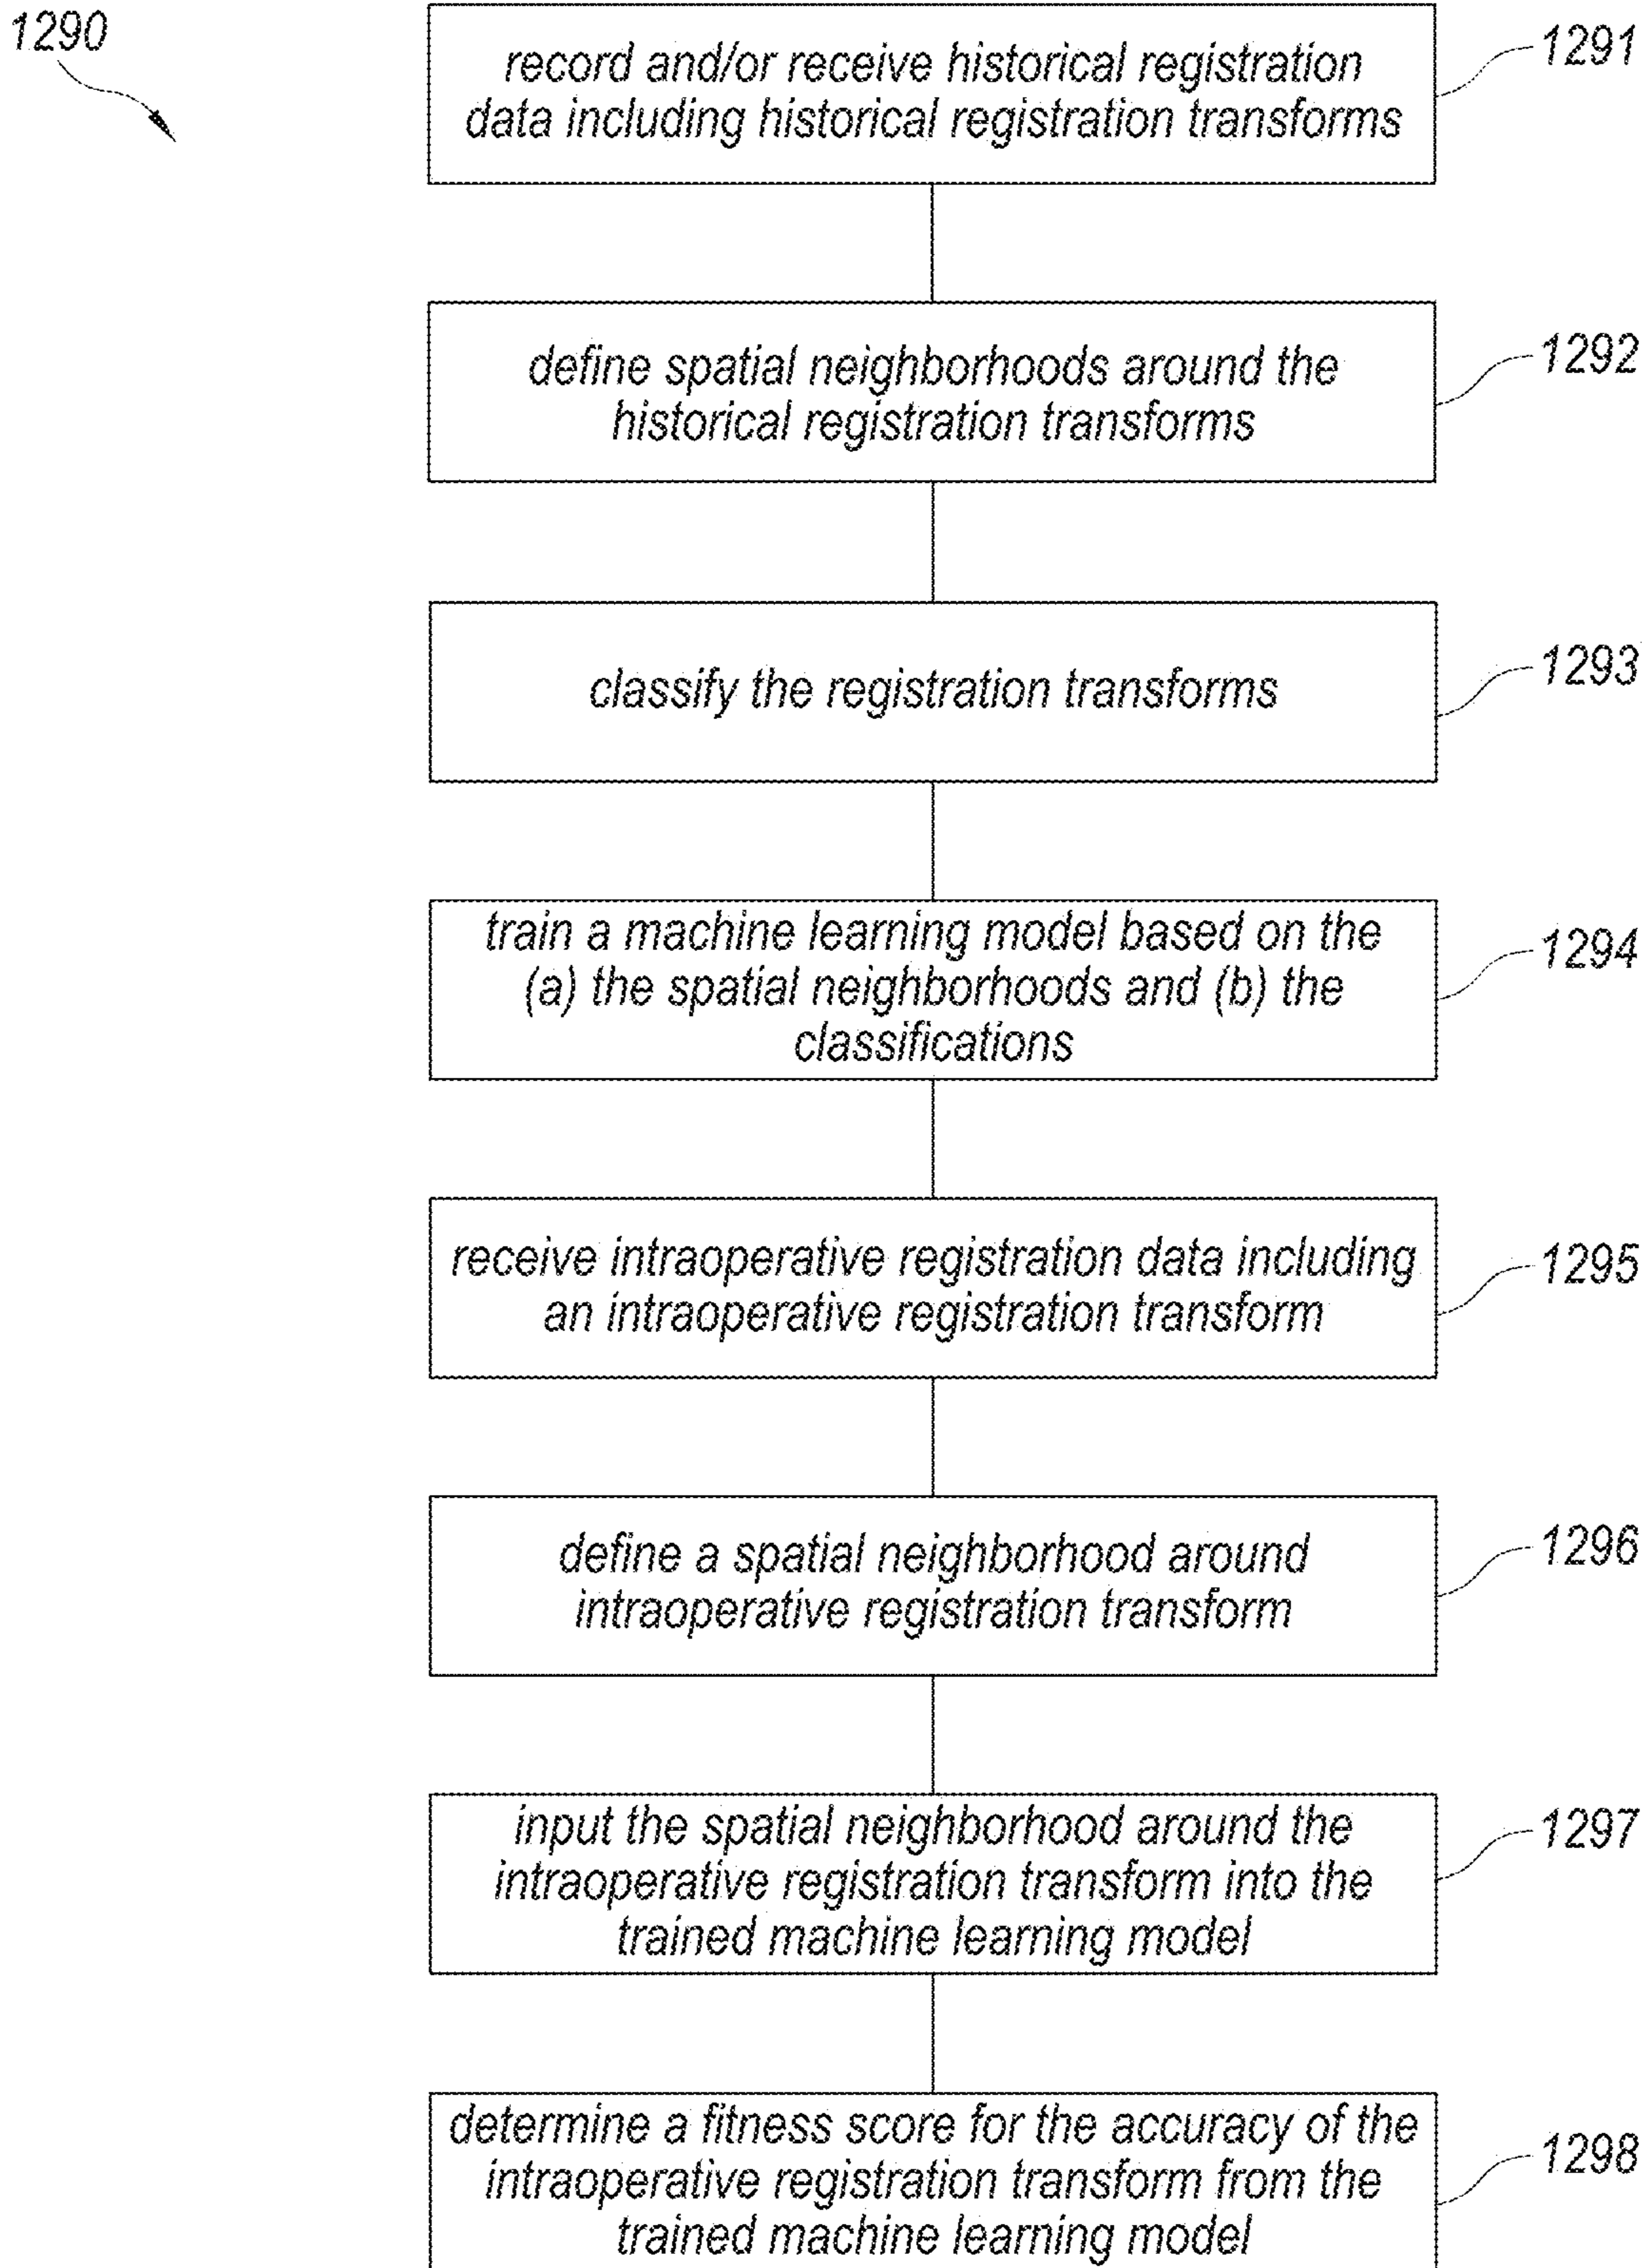 1290
record and/or receive historical registration
data including historical registration transforms
1291
define spatial neighborhoods around the
historical registration transforms
1292
classify the registration transforms
1293
train a machine learning model based on the
(a) the spatial neighborhoods and (b) the
classifications
1294
receive intraoperative registration data including
an intraoperative registration transform
1295
define a spatial neighborhood around
intraoperative registration transform
1296
input the spatial neighborhood around the
intraoperative registration transform into the
trained machine learning model
1297
determine a fitness score for the accuracy of the
intraoperative registration transform from the
trained machine learning model
1298